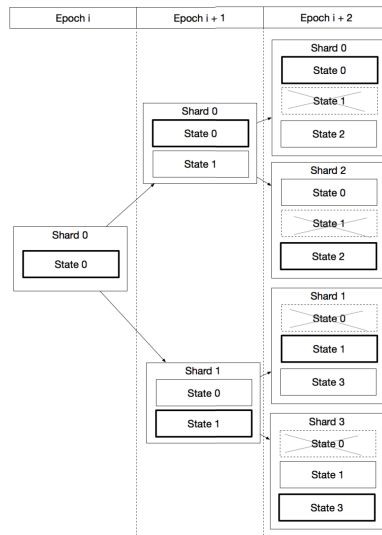 Epoch i
Epoch i + 1
Epoch i + 2
Shard 0
State 0
Shard 0
State 0
State 1
Shard 1
State 0
State 1
Shard 0
State 0
State 1
State 2
Shard 2
State 0
State 1
State 2
Shard 1
State 0
State 1
State 3
Shard 3
State 0
State 1
State 3